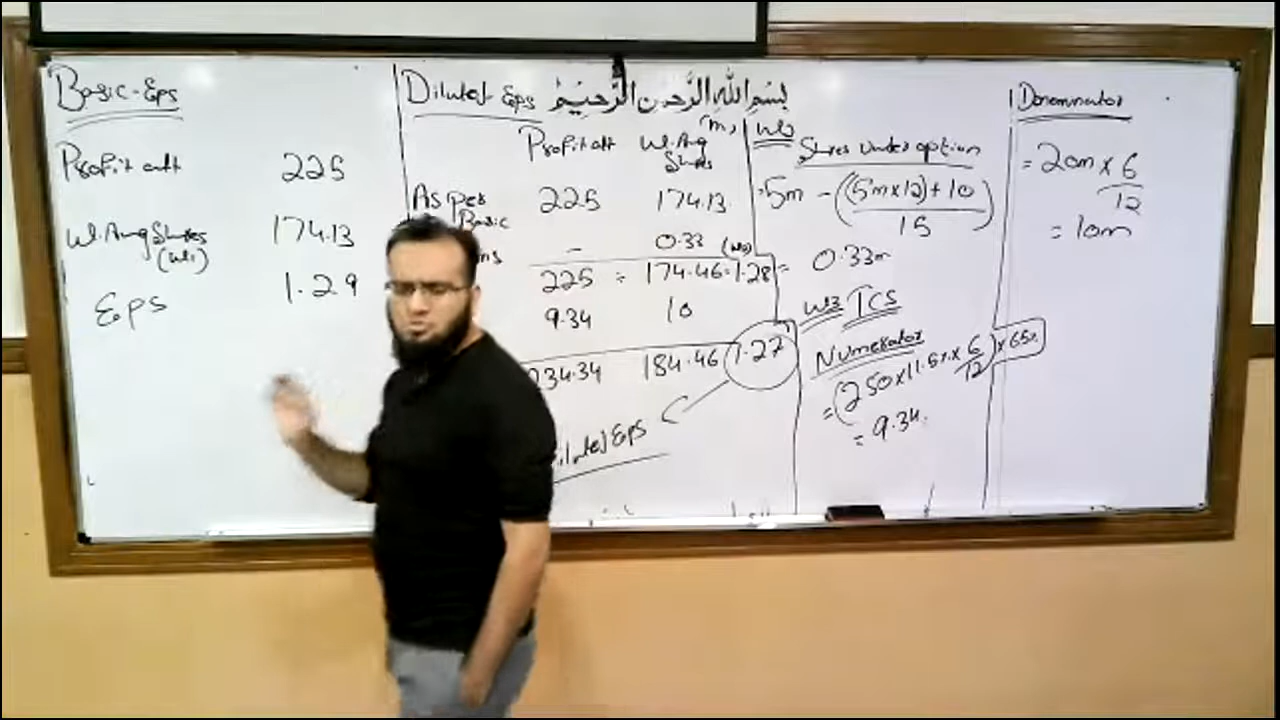 Basic-Eps
Profit att 225
W.Avg Shares 174.13
(W1)
Eps 1.29
Diluted Eps
بسم الله الرحمن الرحيم
Profit att W.Avg
Shares
As per
Basic 225 174.13
- 0.33 (W2)
225 ÷ 174.46 = 1.28
9.34 10
234.34 184.46 1.27
Diluted Eps
W2
Shares under option
=5m - ((5m×12)+10)
15
= 0.33m
W3 TCS
Numerator
= (250×11.5%×6/12)×65%
= 9.34
Denominator
= 20m × 6
12
= 10m